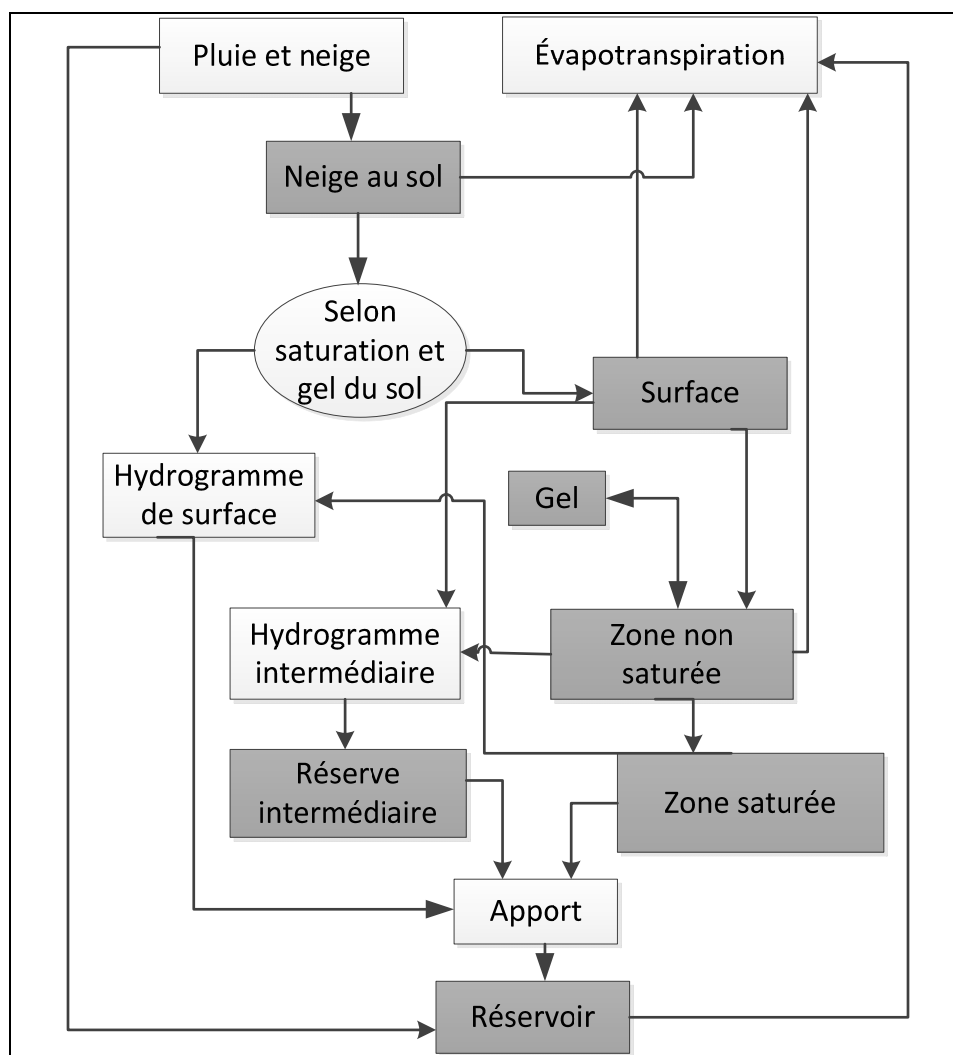 Pluie et neige
Évapotranspiration
Neige au sol
Selon
saturation et
gel du sol
Surface
Hydrogramme
de surface
Gel
Hydrogramme
intermédiaire
Zone non
saturée
Réserve
intermédiaire
Zone saturée
Apport
Réservoir